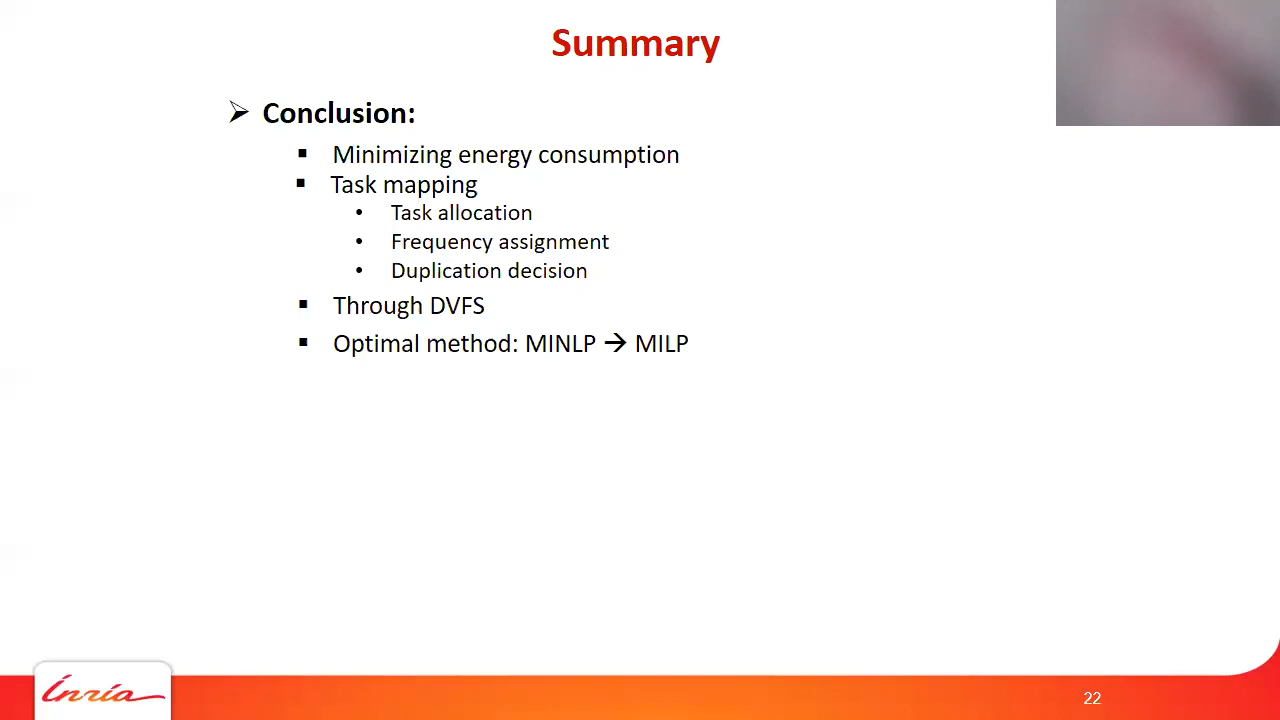 Summary
Conclusion:
Minimizing energy consumption
Task mapping
Task allocation
Frequency assignment
Duplication decision
Through DVFS
Optimal method: MINLP → MILP
Inria
22